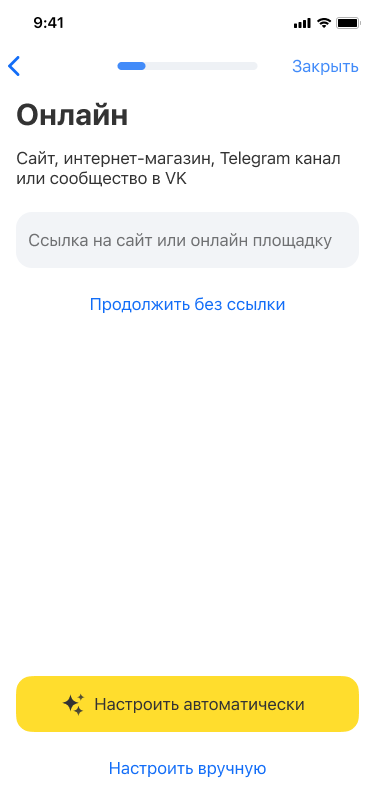 9:41
Закрыть
Онлайн
Сайт, интернет-магазин, Telegram канал
или сообщество в VK
Ссылка на сайт или онлайн площадку
Продолжить без ссылки
Настроить автоматически
Настроить вручную